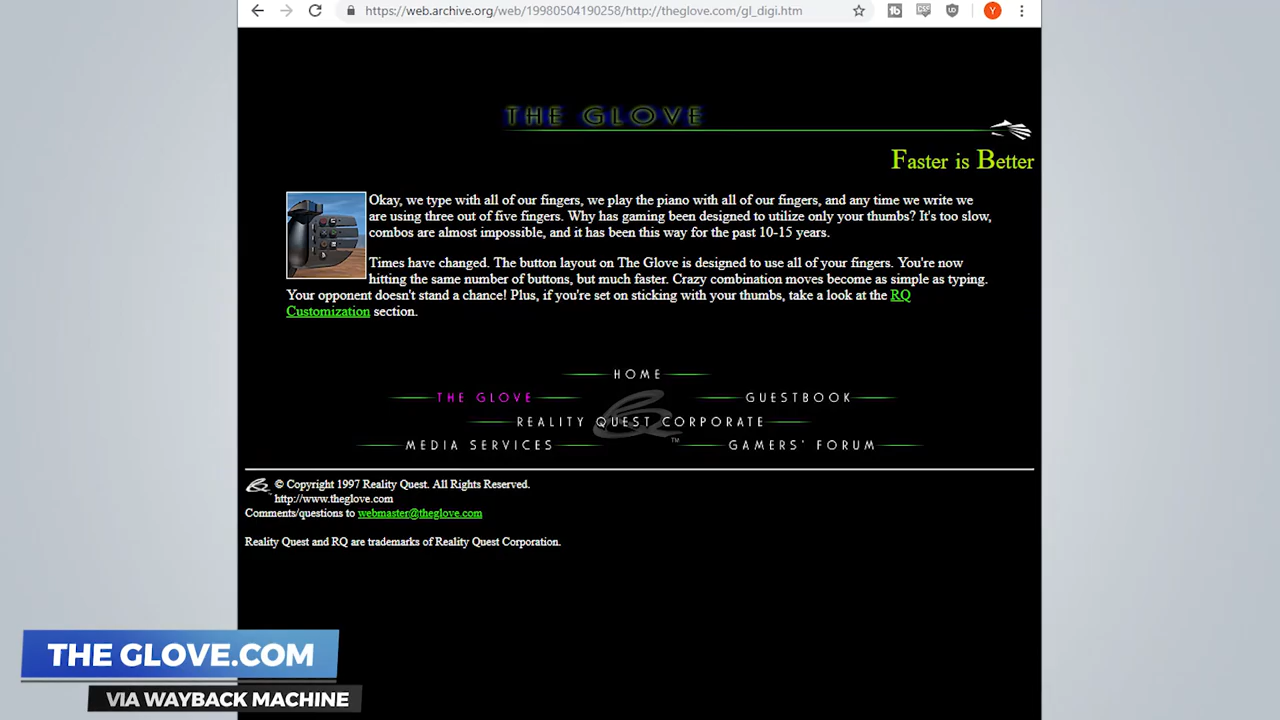 https://web.archive.org/web/19980504190258/http://theglove.com/gl_digi.htm
THE GLOVE
Faster is Better
Okay, we type with all of our fingers, we play the piano with all of our fingers, and any time we write we
are using three out of five fingers. Why has gaming been designed to utilize only your thumbs? It's too slow,
combos are almost impossible, and it has been this way for the past 10-15 years.
Times have changed. The button layout on The Glove is designed to use all of your fingers. You're now
hitting the same number of buttons, but much faster. Crazy combination moves become as simple as typing.
Your opponent doesn't stand a chance! Plus, if you're set on sticking with your thumbs, take a look at the RQ
Customization section.
HOME
THE GLOVE GUESTBOOK
REALITY QUEST CORPORATE
TM
MEDIA SERVICES GAMERS' FORUM
© Copyright 1997 Reality Quest. All Rights Reserved.
http://www.theglove.com
Comments/questions to webmaster@theglove.com
Reality Quest and RQ are trademarks of Reality Quest Corporation.
THE GLOVE.COM
VIA WAYBACK MACHINE